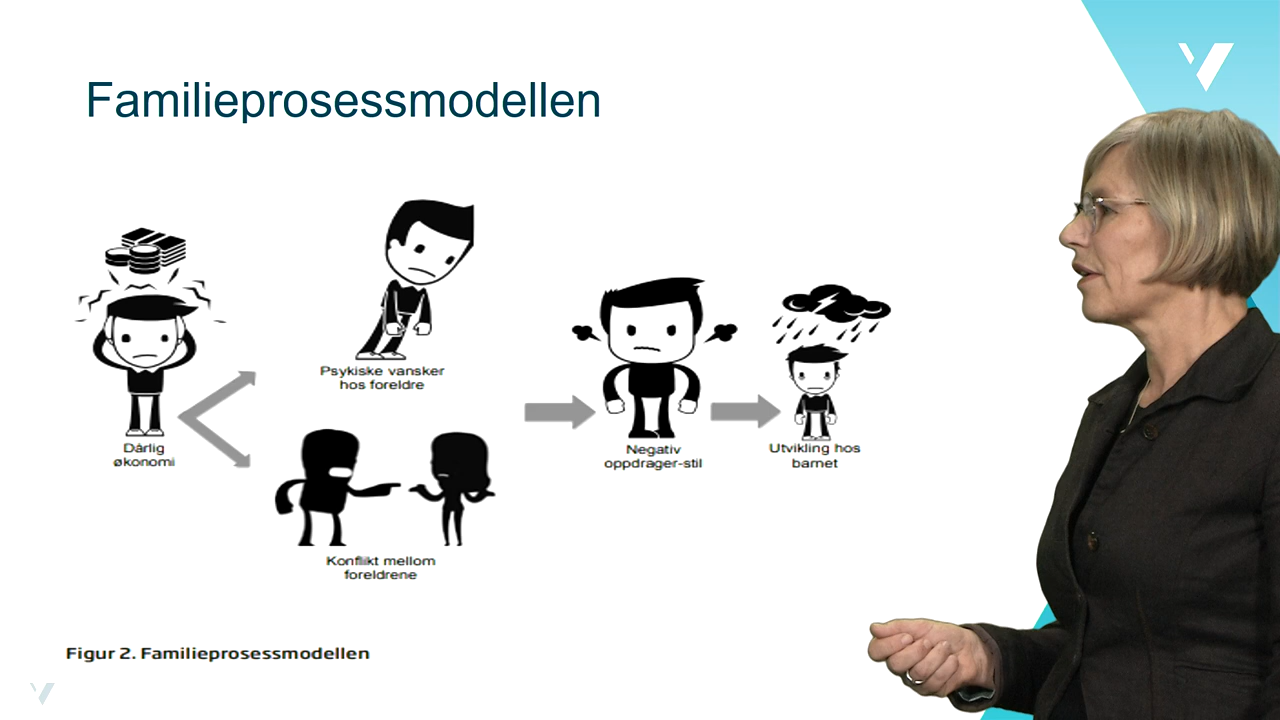 Familieprosessmodellen
Dårlig
økonomi
Psykiske vansker
hos foreldre
Konflikt mellom
foreldrene
Negativ
oppdrager-stil
Utvikling hos
barnet
Figur 2. Familieprosessmodellen